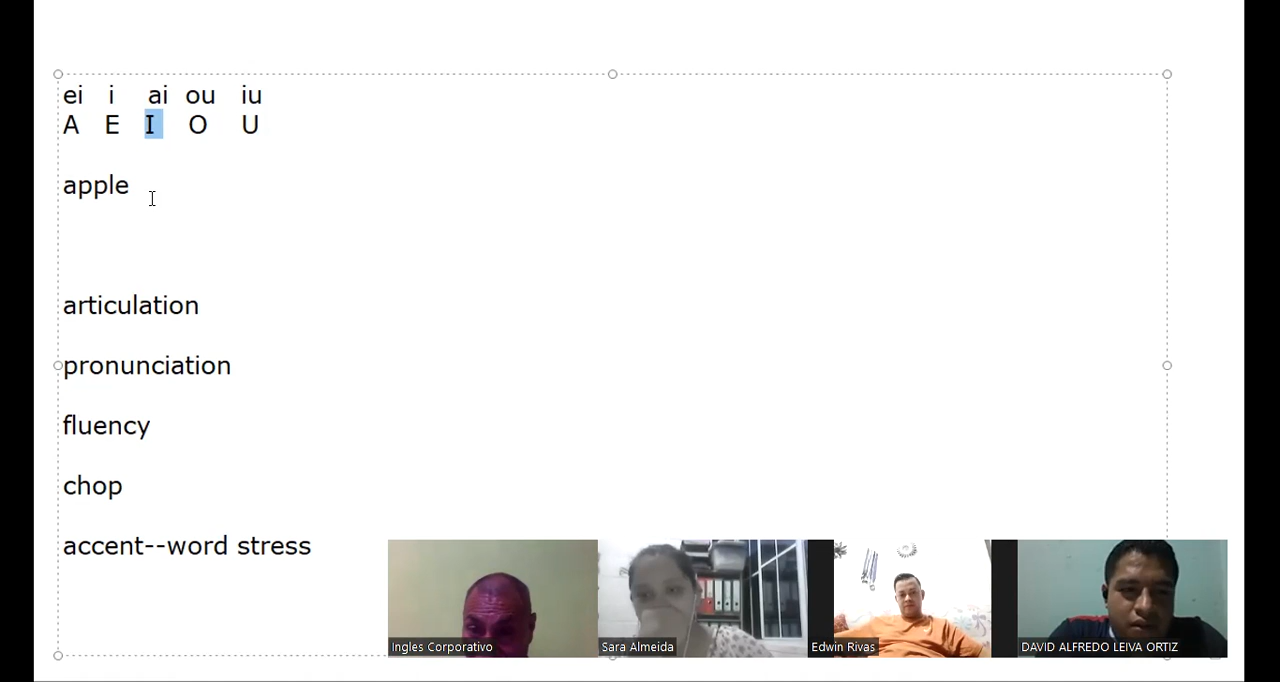 ei i ai ou iu
A E I O U
apple
articulation
pronunciation
fluency
chop
accent--word stress
Ingles Corporativo
Sara Almeida
Edwin Rivas
DAVID ALFREDO LEIVA ORTIZ